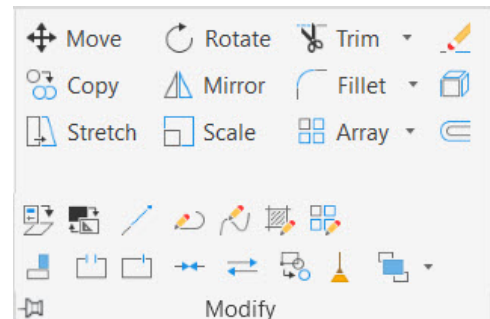 Move Rotate Trim
Copy Mirror Fillet
Stretch Scale Array
Modify